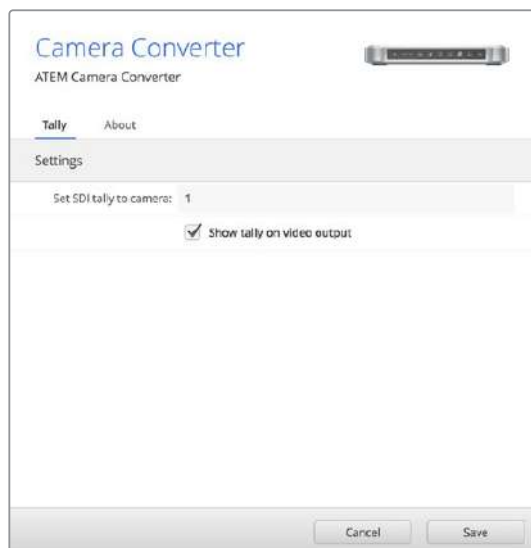 Camera Converter
ATEM Camera Converter
Tally About
Settings
Set SDI tally to camera: 1
Show tally on video output
Cancel Save